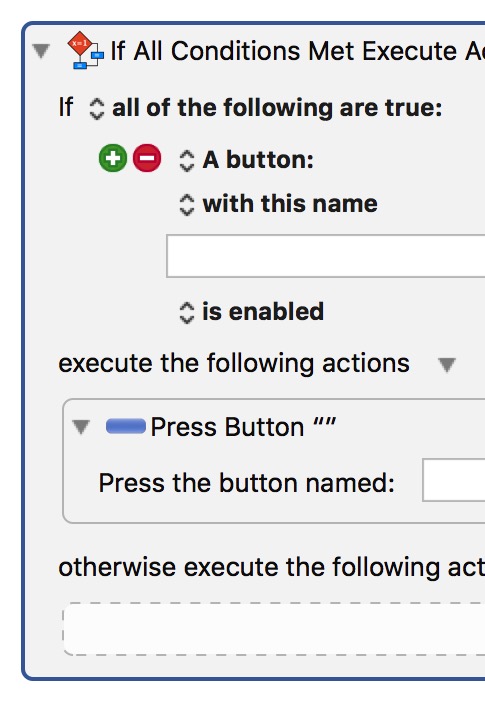 x=1
If All Conditions Met Execute A
If all of the following are true:
A button:
with this name
is enabled
execute the following actions
Press Button “”
Press the button named:
otherwise execute the following act